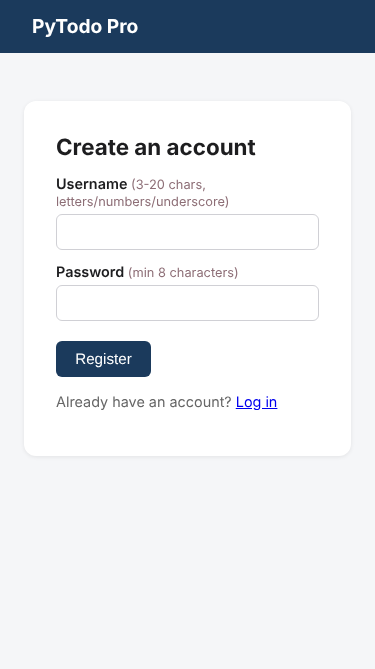 PyTodo Pro
Create an account
Username (3-20 chars,
letters/numbers/underscore)
Password (min 8 characters)
Register
Already have an account? Log in